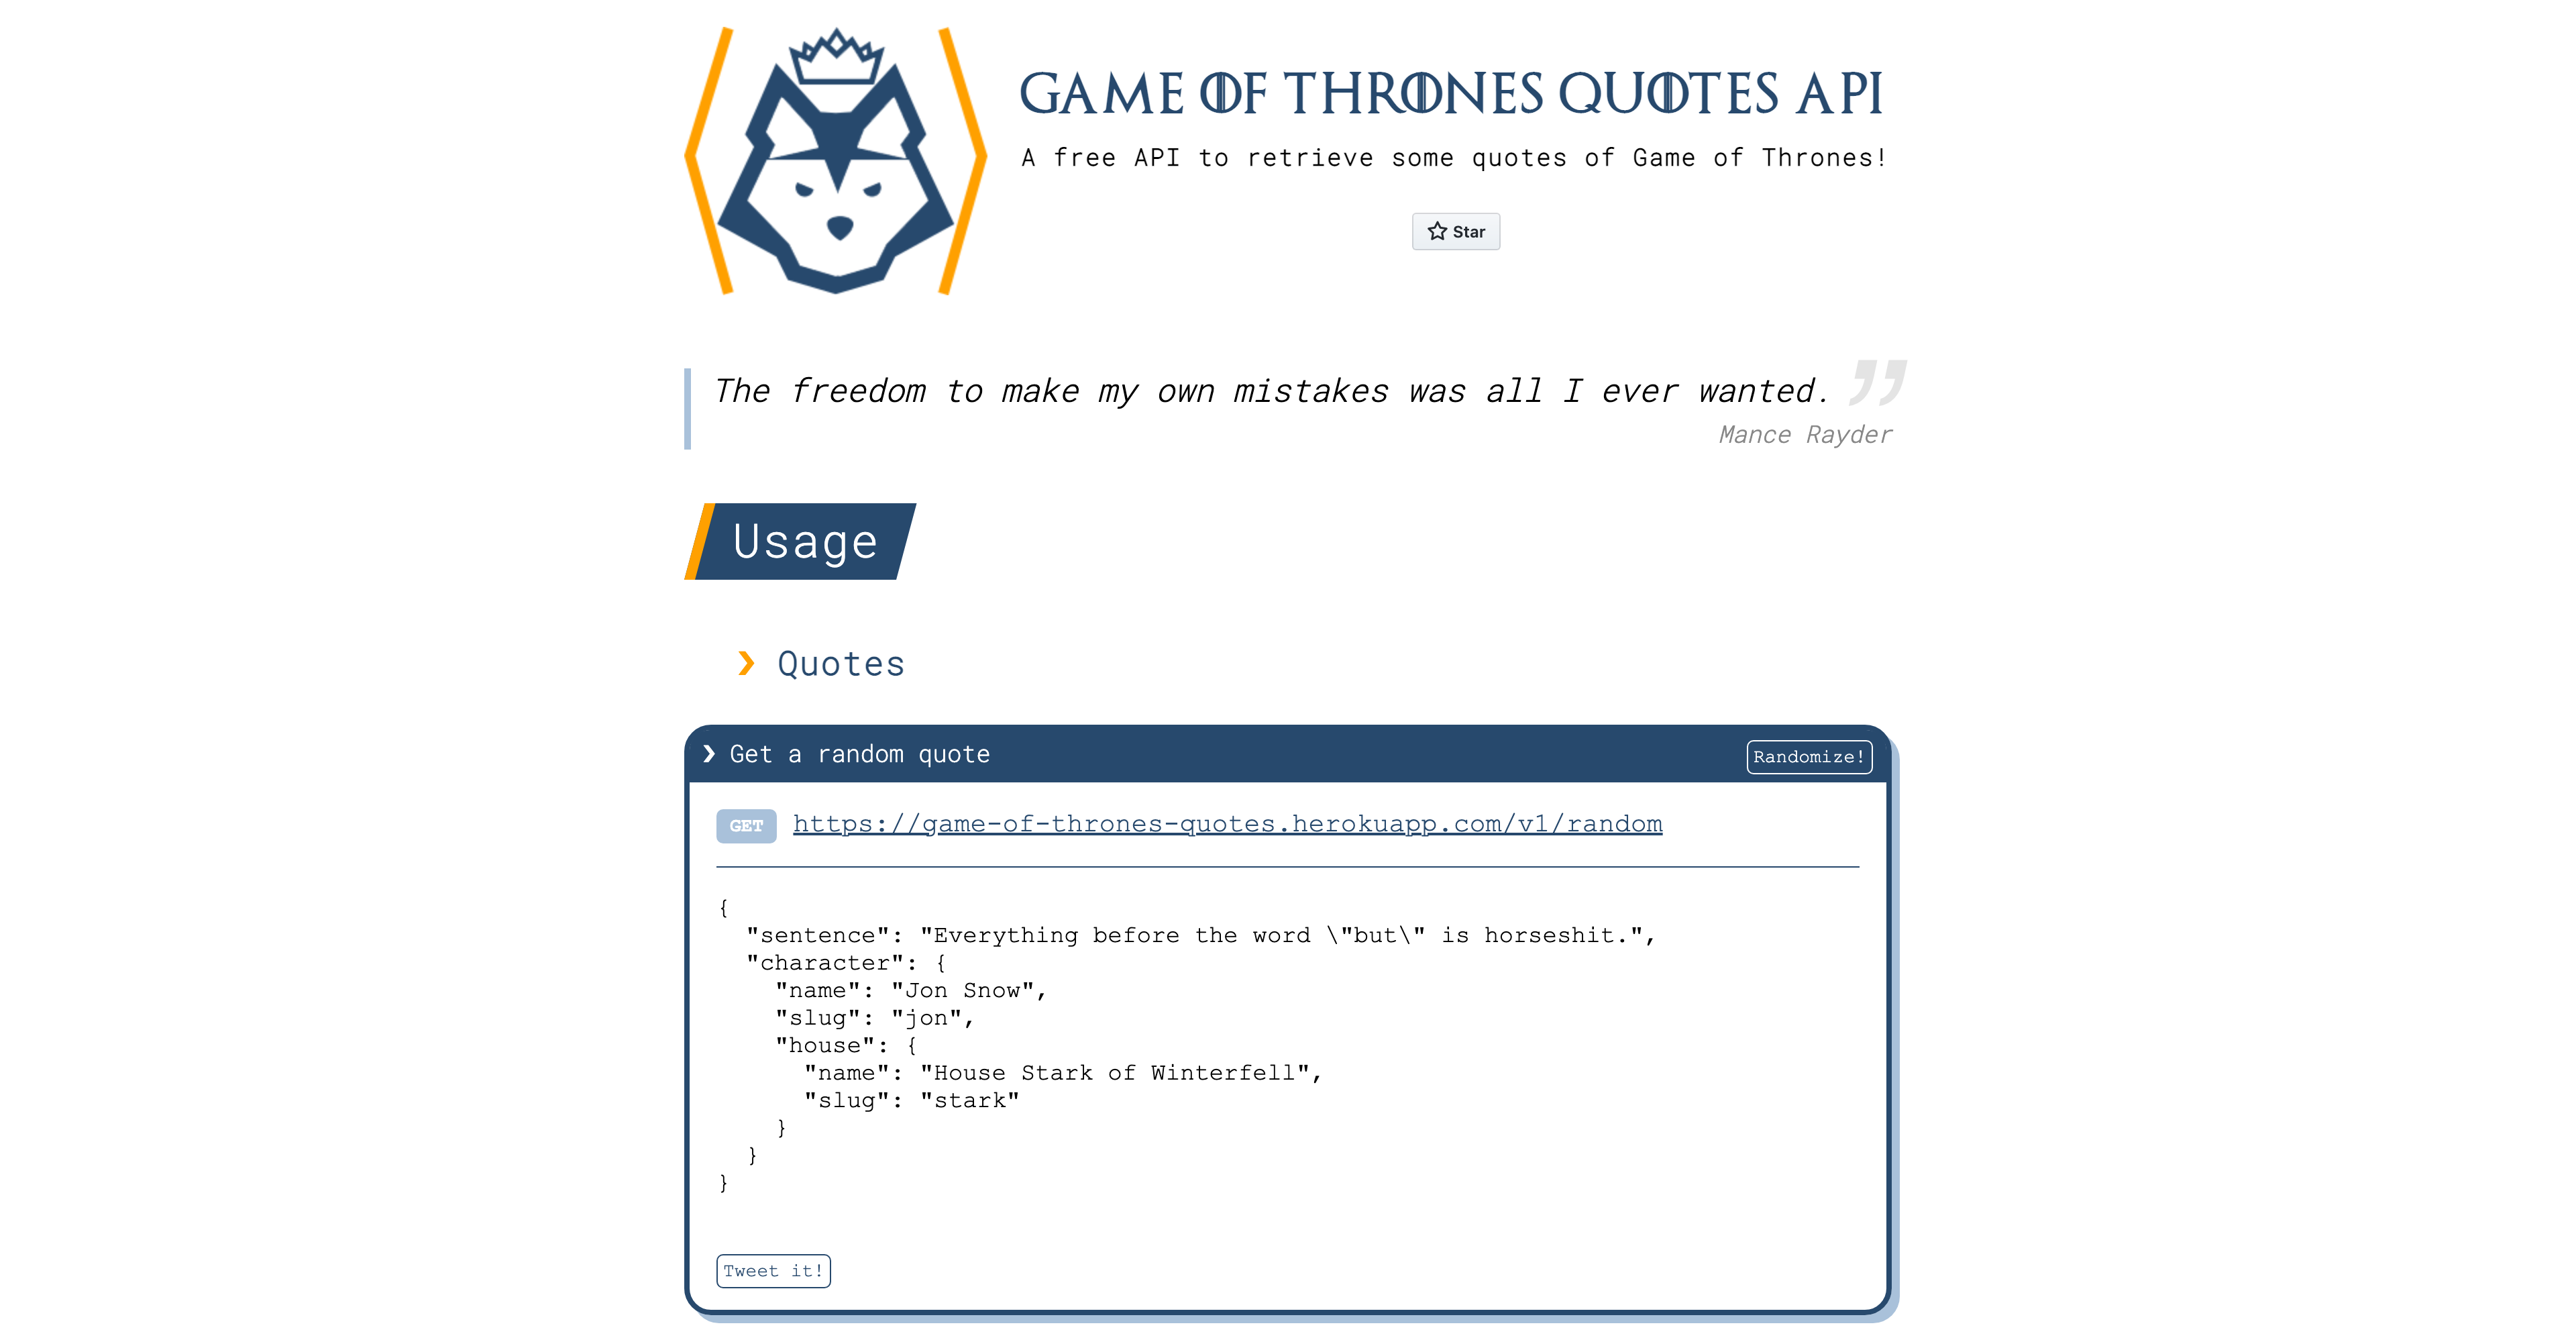 GAME OF THRONES QUOTES API
A free API to retrieve some quotes of Game of Thrones!
Star
The freedom to make my own mistakes was all I ever wanted.
Mance Rayder
Usage
❯ Quotes
❯ Get a random quote
Randomize!
GET https://game-of-thrones-quotes.herokuapp.com/v1/random
{
  "sentence": "Everything before the word \"but\" is horseshit.",
  "character": {
    "name": "Jon Snow",
    "slug": "jon",
    "house": {
      "name": "House Stark of Winterfell",
      "slug": "stark"
    }
  }
}
Tweet it!